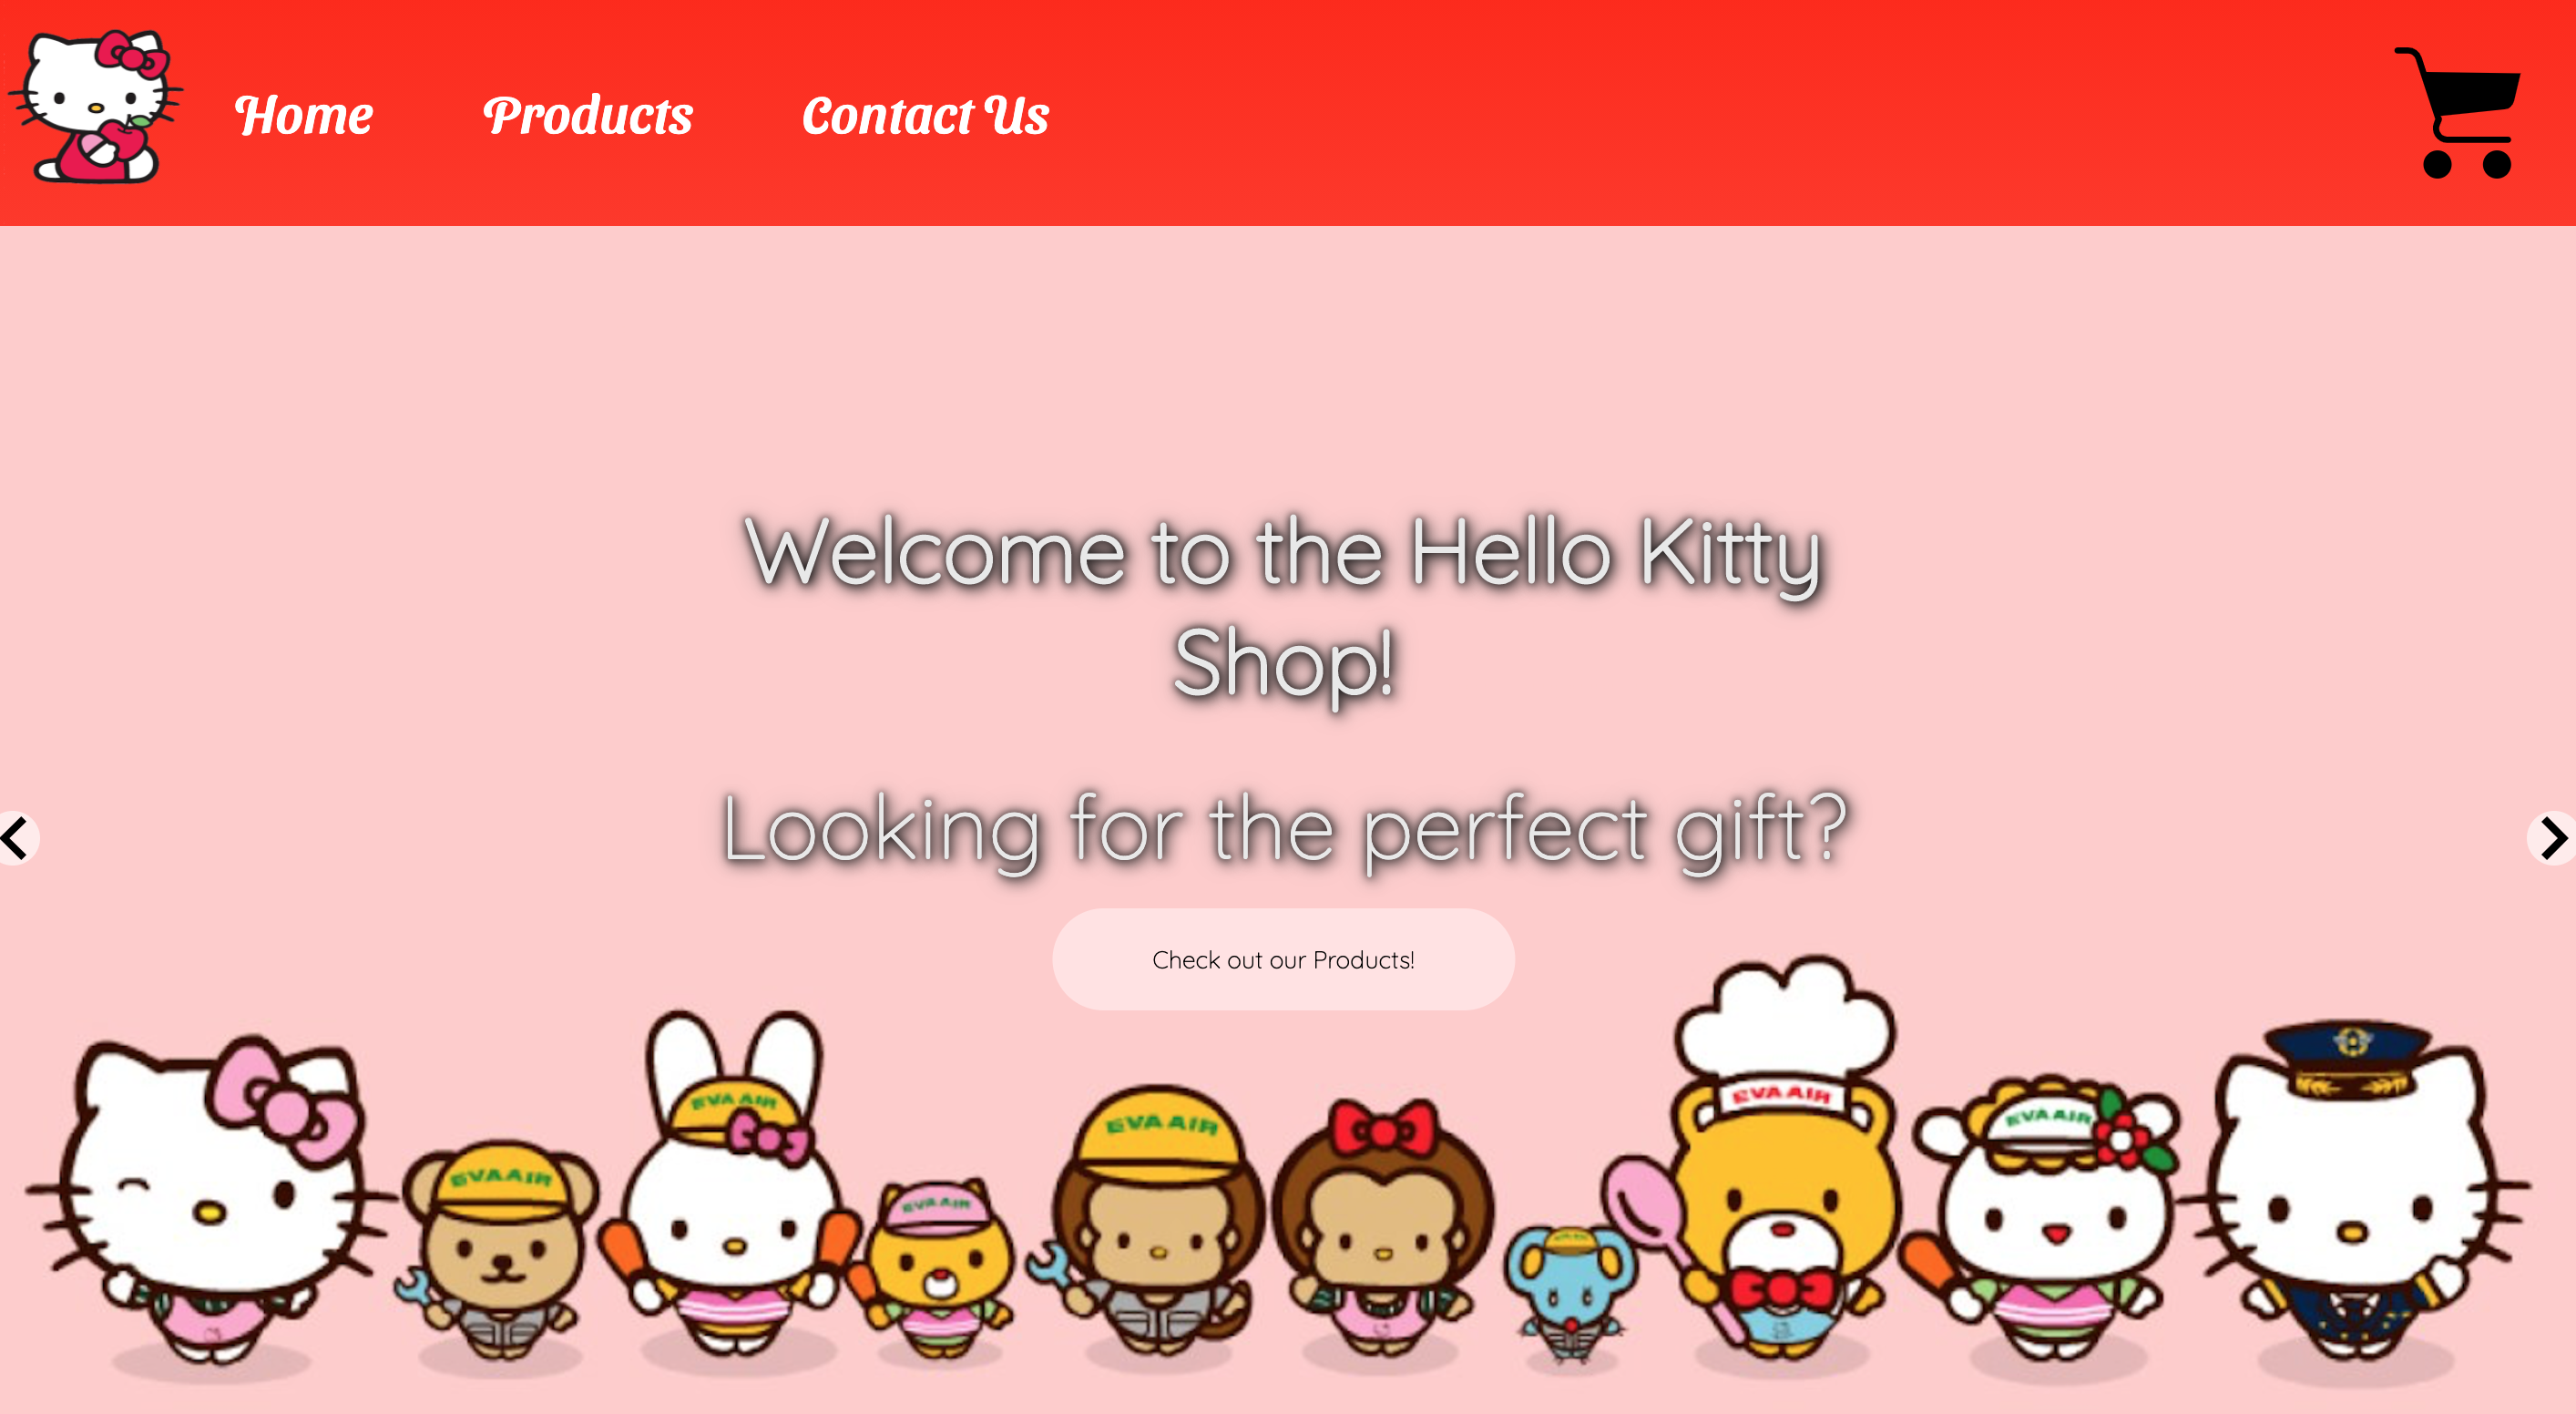 Home Products Contact Us
Welcome to the Hello Kitty
Shop!
Looking for the perfect gift?
Check out our Products!
EVA AIR
EVA AIR
EVA AIR
EVA AIR
EVA AIR
EVA AIR
EVA AIR